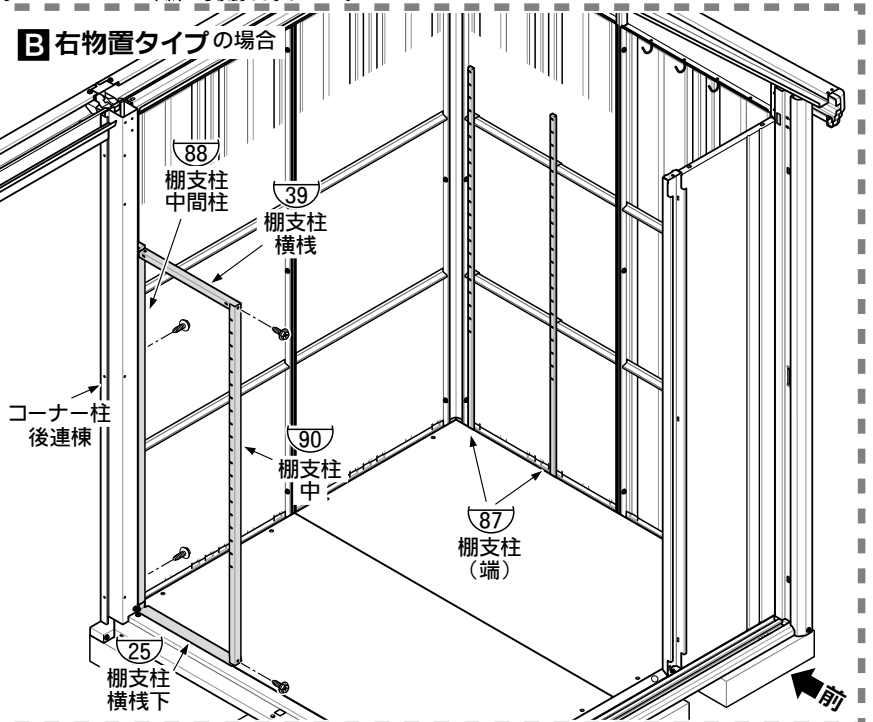 B 右物置タイプの場合
88
棚支柱
中間柱
39
棚支柱
横桟
コーナー柱
後連棟
90
棚支柱
中
87
棚支柱
（端）
25
棚支柱
横桟下
前